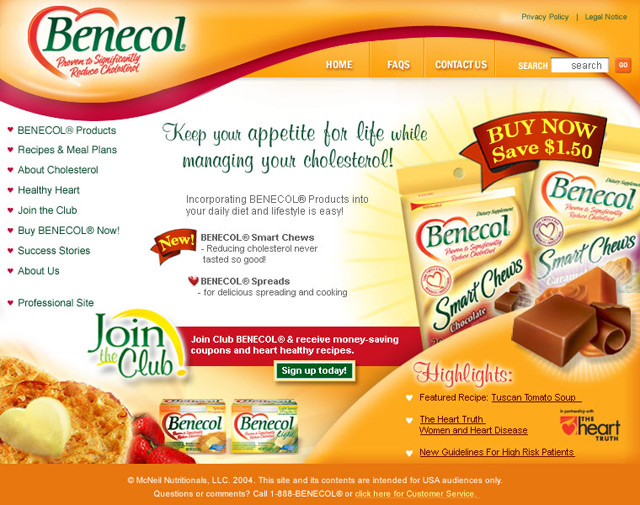 Benecol®
Proven to Significantly
Reduce Cholesterol
Privacy Policy | Legal Notice
HOME
FAQS
CONTACT US
SEARCH
search
GO
BENECOL® Products
Recipes & Meal Plans
About Cholesterol
Healthy Heart
Join the Club
Buy BENECOL® Now!
Success Stories
About Us
Professional Site
Keep your appetite for life while
managing your cholesterol!
Incorporating BENECOL® Products into
your daily diet and lifestyle is easy!
New!
BENECOL® Smart Chews
- Reducing cholesterol never
tasted so good!
BENECOL® Spreads
- for delicious spreading and cooking
BUY NOW
Save $1.50
Dietary Supplement
Benecol
Proven to Significantly
Reduce Cholesterol
Smart Chews
Chocolate
Dietary Supplement
Benecol
Proven to Significantly
Reduce Cholesterol
Smart Chews
Caramel
Join
the
Club
Join Club BENECOL® & receive money-saving
coupons and heart healthy recipes.
Sign up today!
Benecol
Benecol
Light
Highlights:
Featured Recipe: Tuscan Tomato Soup
The Heart Truth
Women and Heart Disease
New Guidelines For High Risk Patients
In partnership with
THE
heart
TRUTH
© McNeil Nutritionals, LLC. 2004. This site and its contents are intended for USA audiences only.
Questions or comments? Call 1-888-BENECOL® or click here for Customer Service.